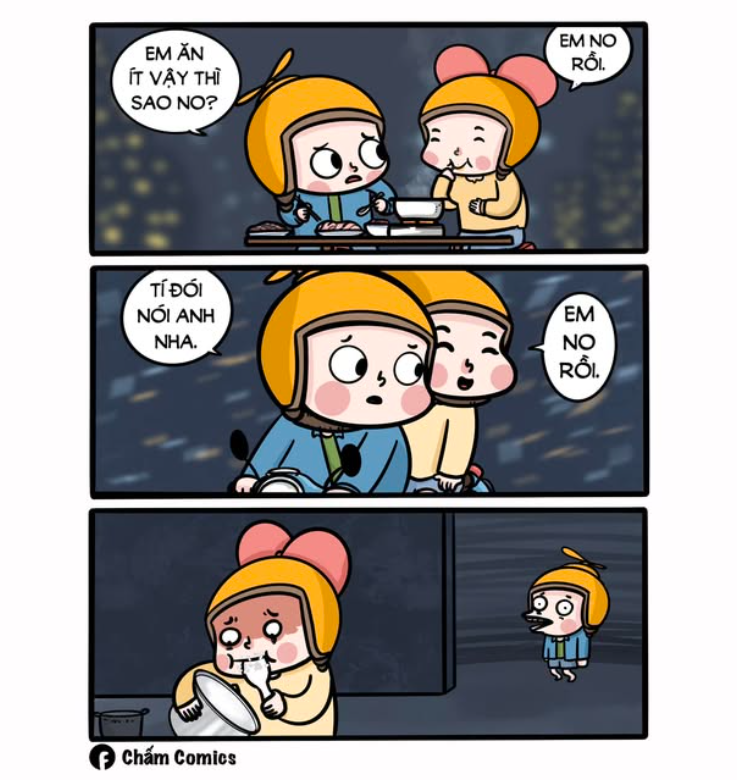 EM ĂN
ÍT VẬY THÌ
SAO NO?
EM NO
RỒI.
TÍ ĐÓI
NÓI ANH
NHA.
EM
NO
RỒI.
Chấm Comics